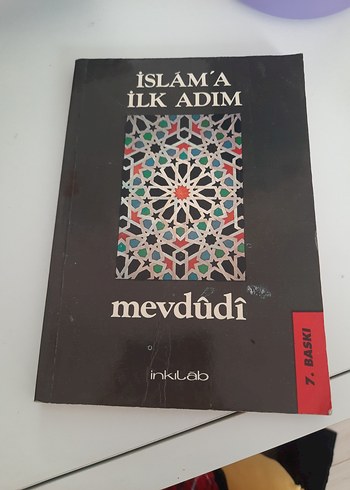 İSLÂM'A
İLK ADIM
mevdûdî
inkılâb
7. BASKI